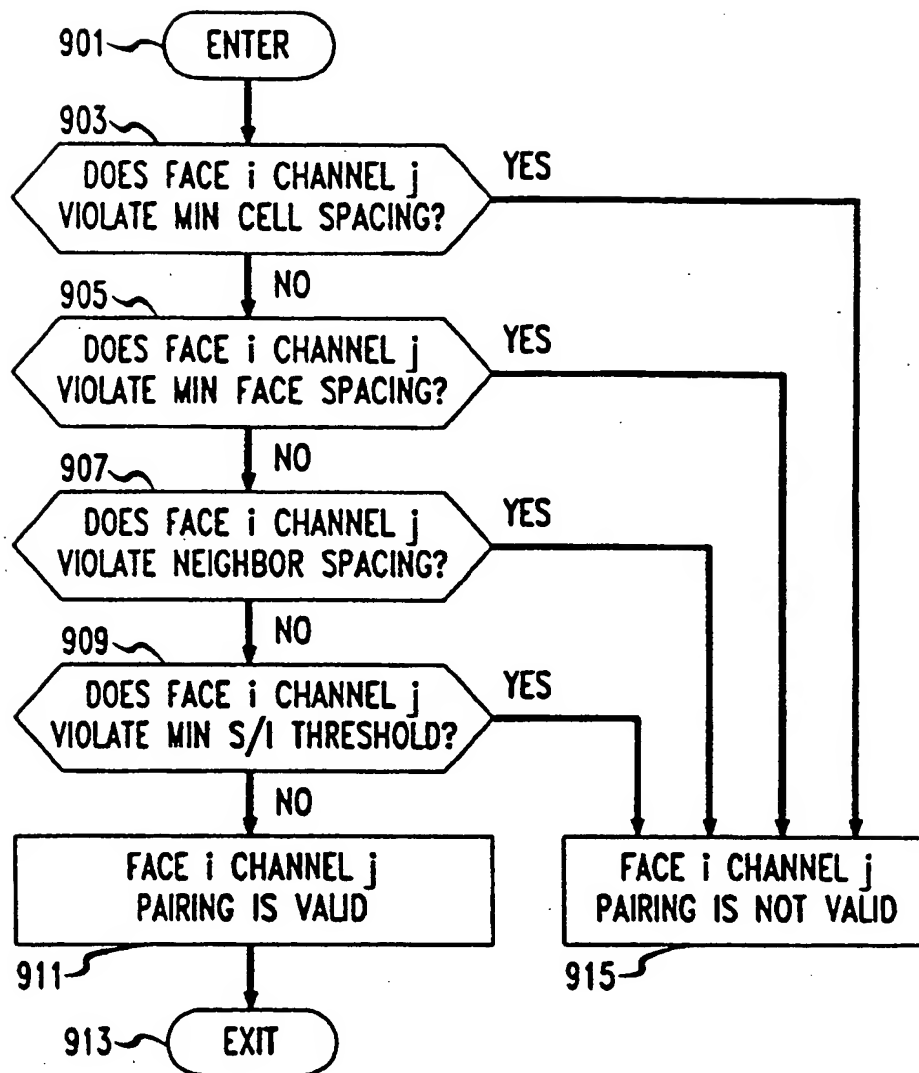 901
ENTER
903
DOES FACE i CHANNEL j
VIOLATE MIN CELL SPACING?
YES
NO
905
DOES FACE i CHANNEL j
VIOLATE MIN FACE SPACING?
YES
NO
907
DOES FACE i CHANNEL j
VIOLATE NEIGHBOR SPACING?
YES
NO
909
DOES FACE i CHANNEL j
VIOLATE MIN S/I THRESHOLD?
YES
NO
FACE i CHANNEL j
PAIRING IS VALID
911
FACE i CHANNEL j
PAIRING IS NOT VALID
915
913
EXIT